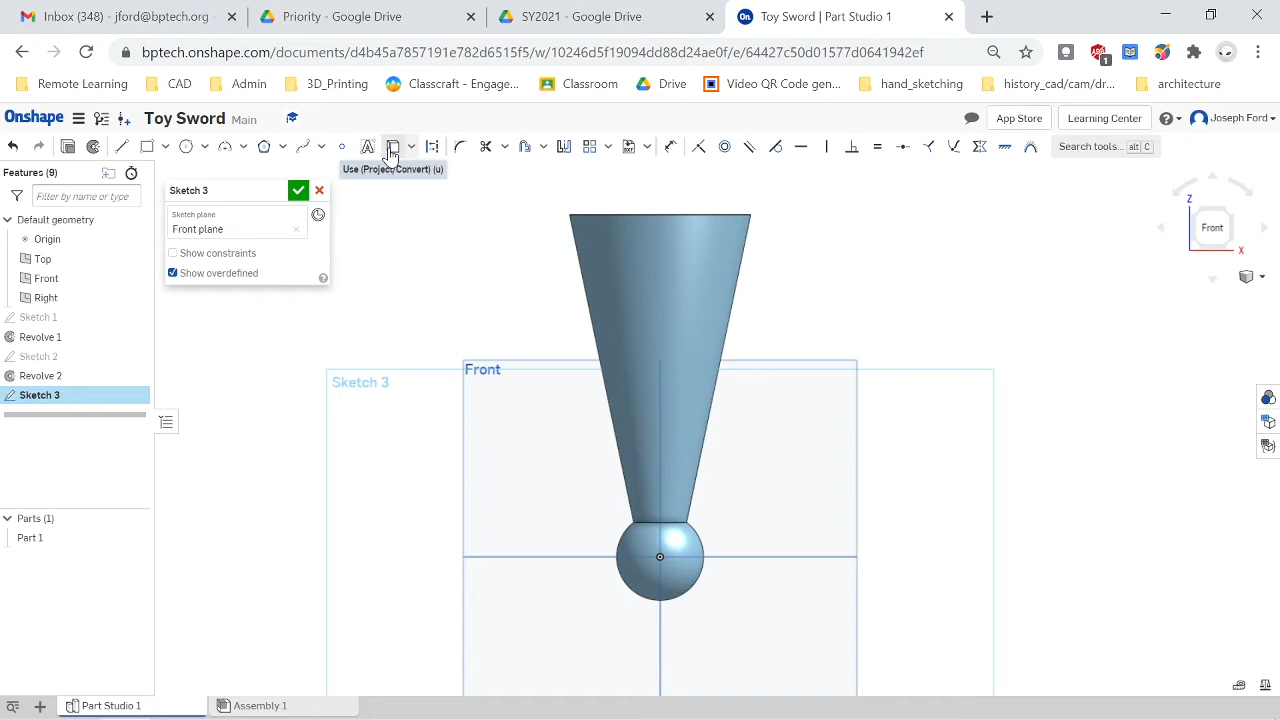 Inbox (348) - jford@bptech.org
Priority - Google Drive
SY2021 - Google Drive
On
Toy Sword | Part Studio 1
bptech.onshape.com/documents/d4b45a7857191e782d6515f5/w/10246d5f19094dd88d24ae0f/e/64427c50d01577d0641942ef
1
Remote Learning
CAD
Admin
3D_Printing
Classcraft - Engage...
Classroom
Drive
Video QR Code gen...
hand_sketching
history_cad/cam/dr...
architecture
Onshape
Toy Sword Main
App Store
Learning Center
Joseph Ford
Search tools... alt C
Features (9)
Filter by name or type
Default geometry
Origin
Top
Front
Right
Sketch 1
Revolve 1
Sketch 2
Revolve 2
Sketch 3
Parts (1)
Part 1
Sketch 3
Sketch plane
Front plane
Show constraints
Show overdefined
Use (Project/Convert) (u)
Front
Sketch 3
Z
Front
X
Part Studio 1
Assembly 1